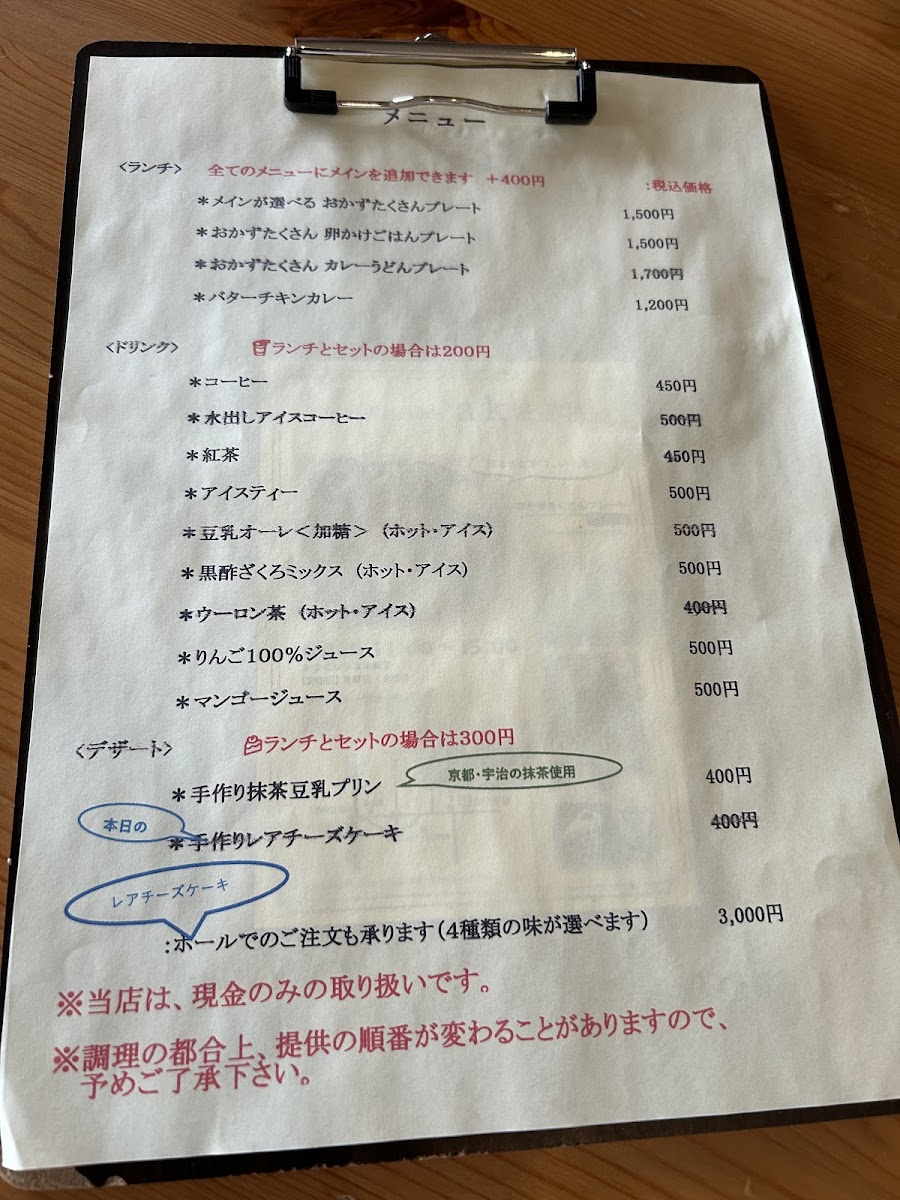 メニュー
<ランチ> 全てのメニューにメインを追加できます +400円 :税込価格
*メインが選べる おかずたくさんプレート 1,500円
*おかずたくさん 卵かけごはんプレート 1,500円
*おかずたくさん カレーうどんプレート 1,700円
*バターチキンカレー 1,200円
<ドリンク> ランチとセットの場合は200円
*コーヒー 450円
*水出しアイスコーヒー 500円
*紅茶 450円
*アイスティー 500円
*豆乳オーレ<加糖> (ホット・アイス) 500円
*黒酢ざくろミックス (ホット・アイス) 500円
*ウーロン茶 (ホット・アイス) 400円
*りんご100%ジュース 500円
*マンゴージュース 500円
<デザート> ランチとセットの場合は300円
*手作り抹茶豆乳プリン 京都・宇治の抹茶使用 400円
本日の
*手作りレアチーズケーキ 400円
レアチーズケーキ
:ホールでのご注文も承ります(4種類の味が選べます) 3,000円
※当店は、現金のみの取り扱いです。
※調理の都合上、提供の順番が変わることがありますので、
予めご了承下さい。